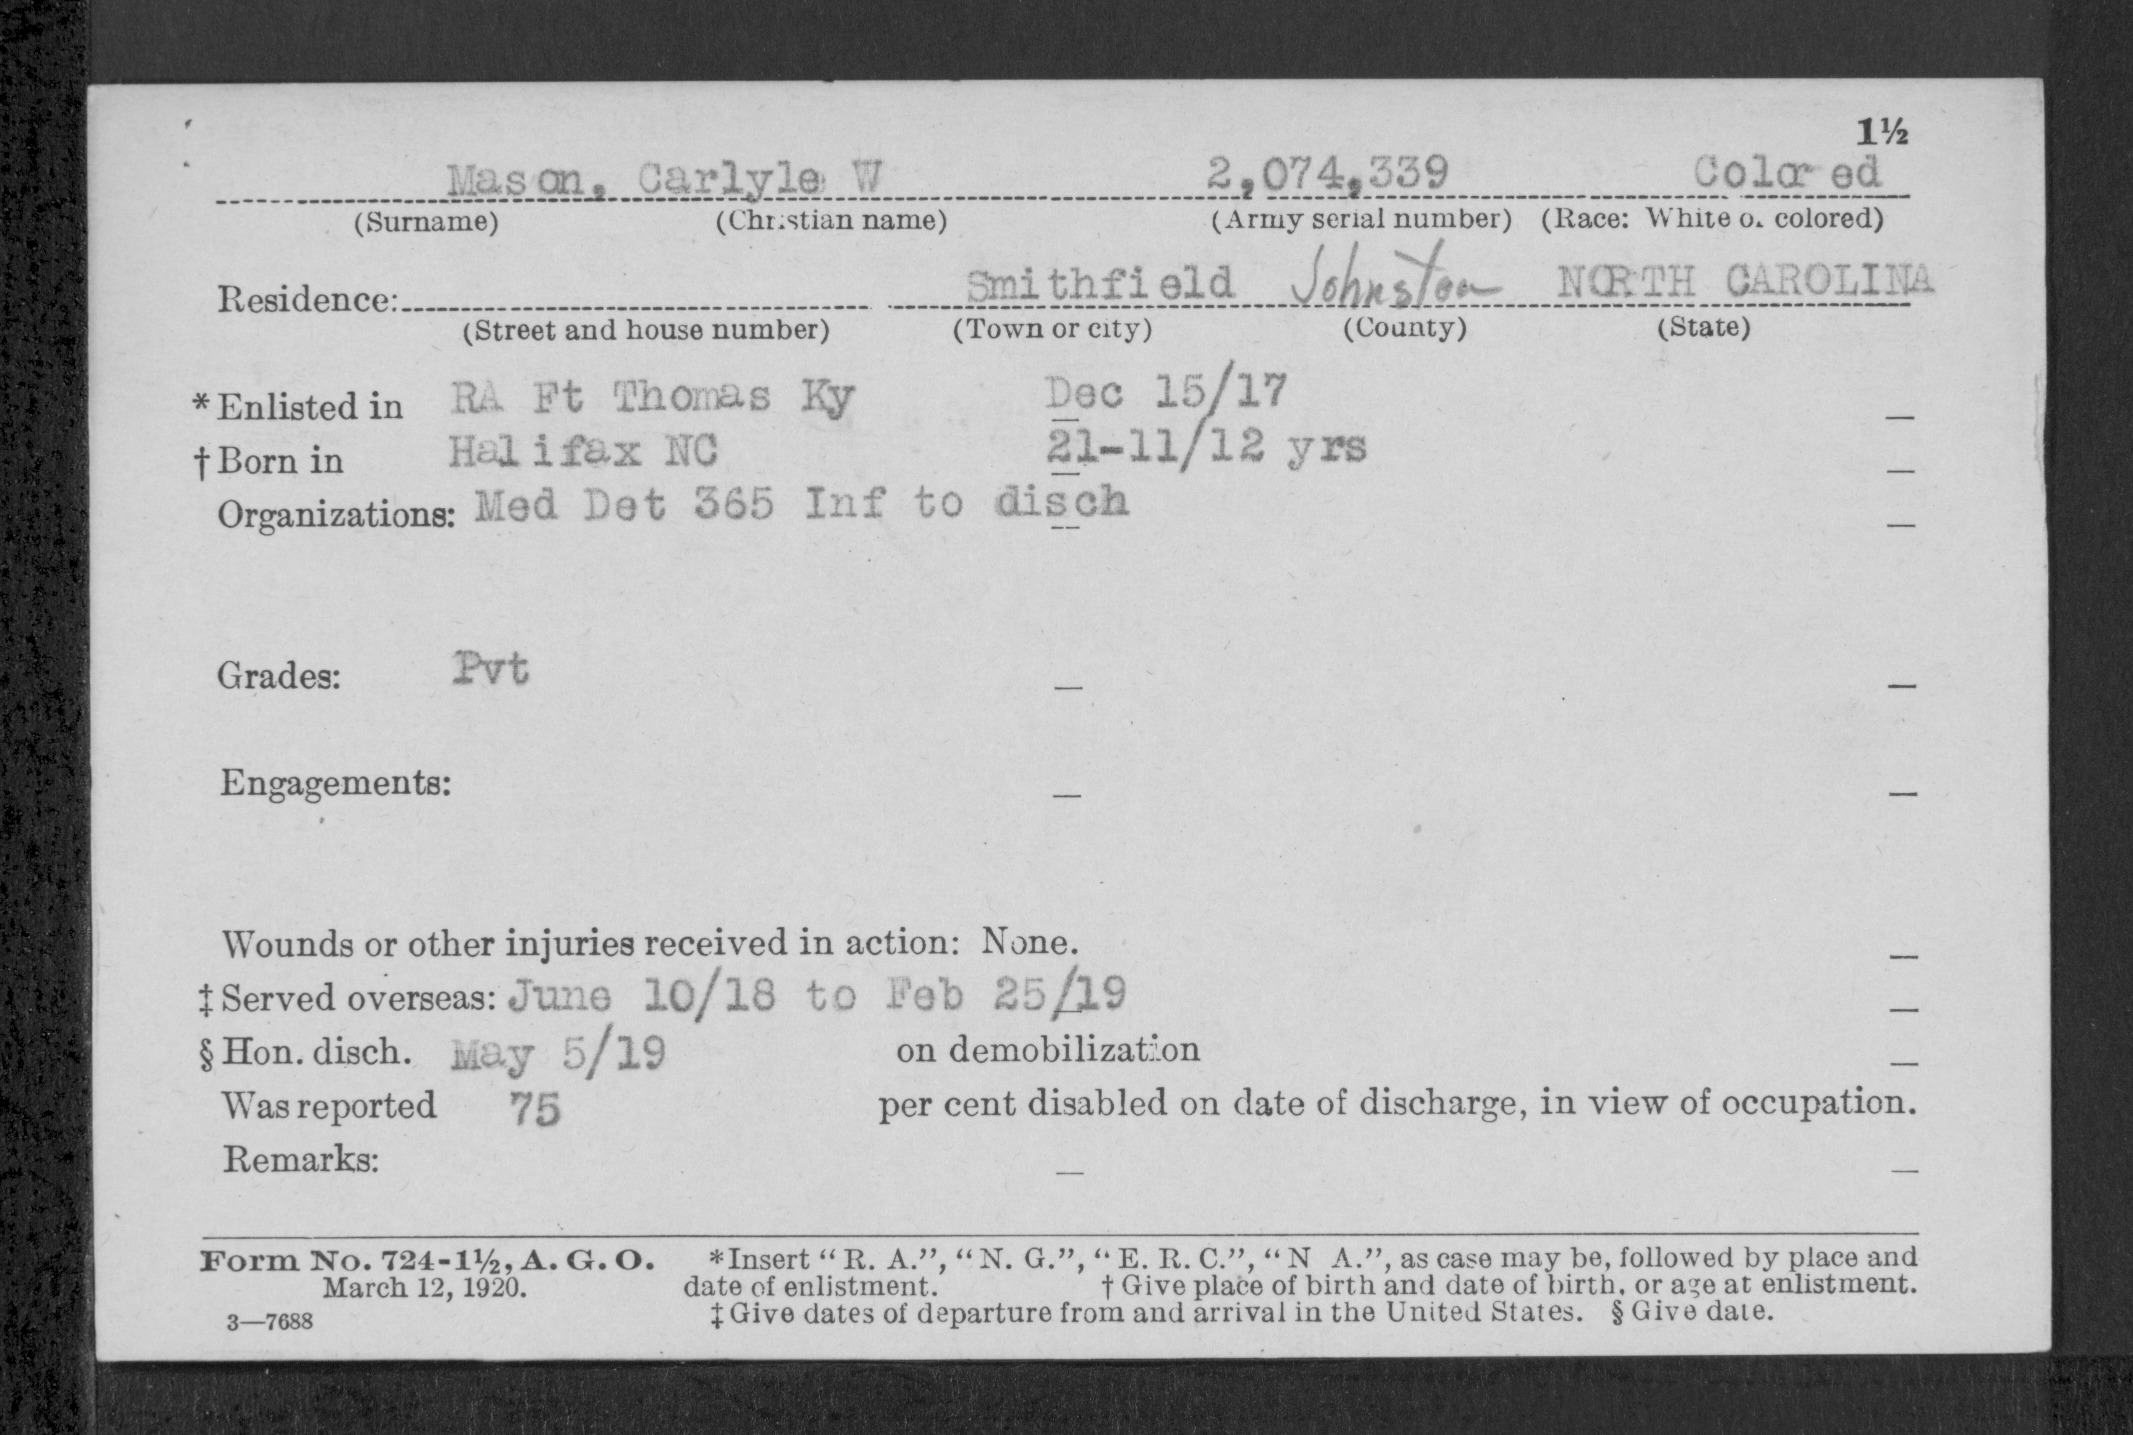 1½
Mason, Carlyle W 2,074,339 Colored
(Surname) (Christian name) (Army serial number) (Race: White or colored)
Residence: Smithfield Johnston NORTH CAROLINA
(Street and house number) (Town or city) (County) (State)
*Enlisted in RA Ft Thomas Ky Dec 15/17 —
†Born in Halifax NC 21-11/12 yrs —
Organizations: Med Det 365 Inf to disch —
Grades: Pvt — —
Engagements: — —
Wounds or other injuries received in action: None. —
‡Served overseas: June 10/18 to Feb 25/19 —
§Hon. disch. May 5/19 on demobilization —
Was reported 75 per cent disabled on date of discharge, in view of occupation.
Remarks: — —
Form No. 724-1½, A. G. O. *Insert “R. A.”, “N. G.”, “E. R. C.”, “N A.”, as case may be, followed by place and
March 12, 1920. date of enlistment. †Give place of birth and date of birth, or age at enlistment.
3—7688 ‡Give dates of departure from and arrival in the United States. §Give date.